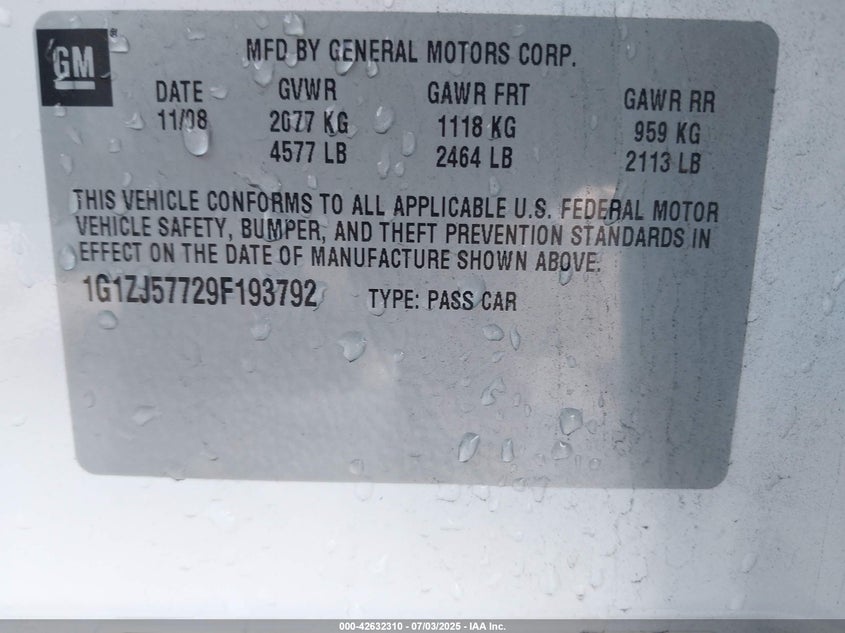 GM®
MFD BY GENERAL MOTORS CORP.
DATE GVWR GAWR FRT GAWR RR
11/08 2077 KG 1118 KG 959 KG
4577 LB 2464 LB 2113 LB
THIS VEHICLE CONFORMS TO ALL APPLICABLE U.S. FEDERAL MOTOR
VEHICLE SAFETY, BUMPER, AND THEFT PREVENTION STANDARDS IN
EFFECT ON THE DATE OF MANUFACTURE SHOWN ABOVE.
1G1ZJ57729F193792 TYPE: PASS CAR
000-42632310 - 07/03/2025 - IAA Inc.